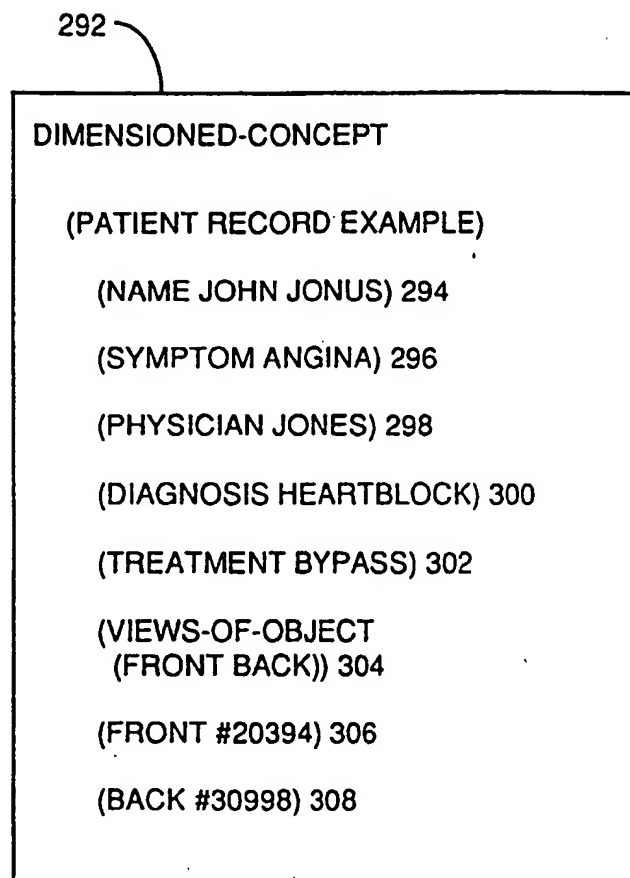 292
DIMENSIONED-CONCEPT
(PATIENT RECORD EXAMPLE)
(NAME JOHN JONUS) 294
(SYMPTOM ANGINA) 296
(PHYSICIAN JONES) 298
(DIAGNOSIS HEARTBLOCK) 300
(TREATMENT BYPASS) 302
(VIEWS-OF-OBJECT
(FRONT BACK)) 304
(FRONT #20394) 306
(BACK #30998) 308